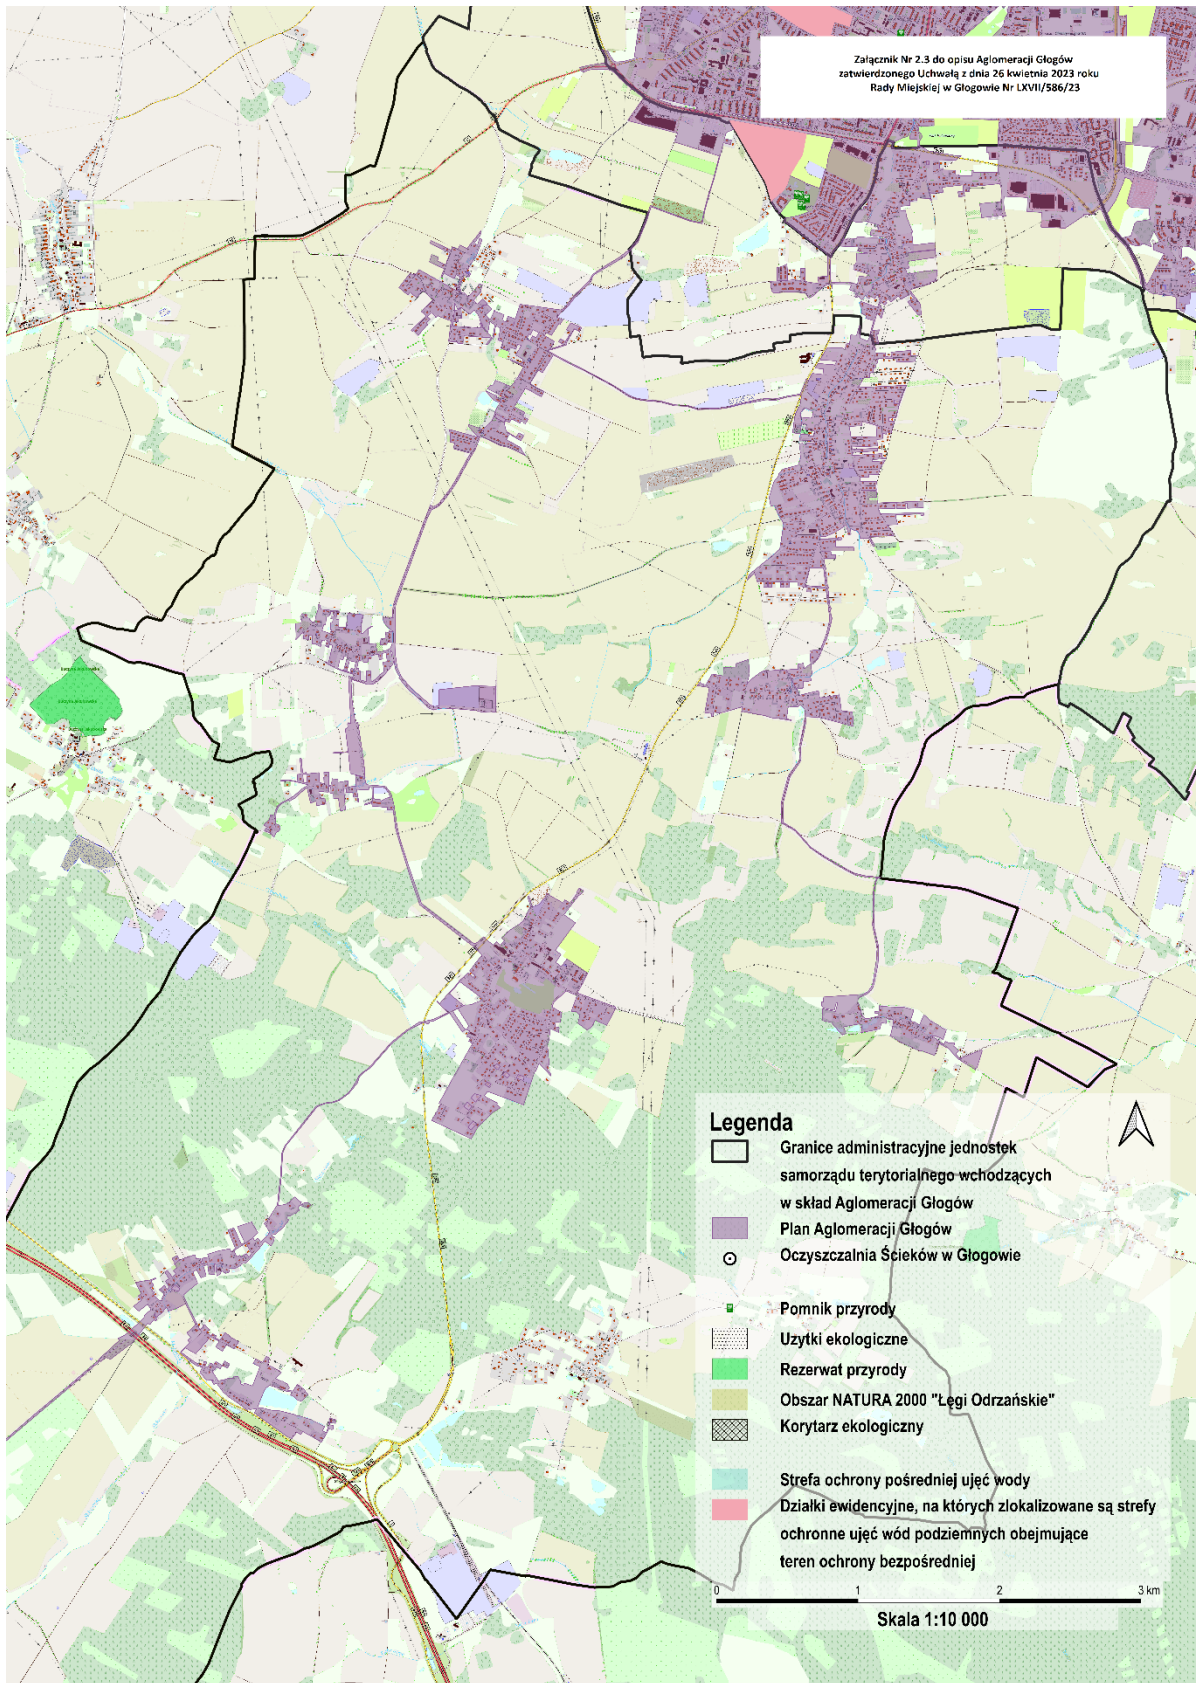 Załącznik Nr 2.3 do opisu Aglomeracji Głogów
zatwierdzonego Uchwałą z dnia 26 kwietnia 2023 roku
Rady Miejskiej w Głogowie Nr LXVII/586/23
Legenda
Granice administracyjne jednostek
samorządu terytorialnego wchodzących
w skład Aglomeracji Głogów
Plan Aglomeracji Głogów
Oczyszczalnia Ścieków w Głogowie
Pomnik przyrody
Uzytki ekologiczne
Rezerwat przyrody
Obszar NATURA 2000 "Łęgi Odrzańskie"
Korytarz ekologiczny
Strefa ochrony pośredniej ujęć wody
Działki ewidencyjne, na których zlokalizowane są strefy
ochronne ujęć wód podziemnych obejmujące
teren ochrony bezpośredniej
0 1 2 3 km
Skala 1:10 000